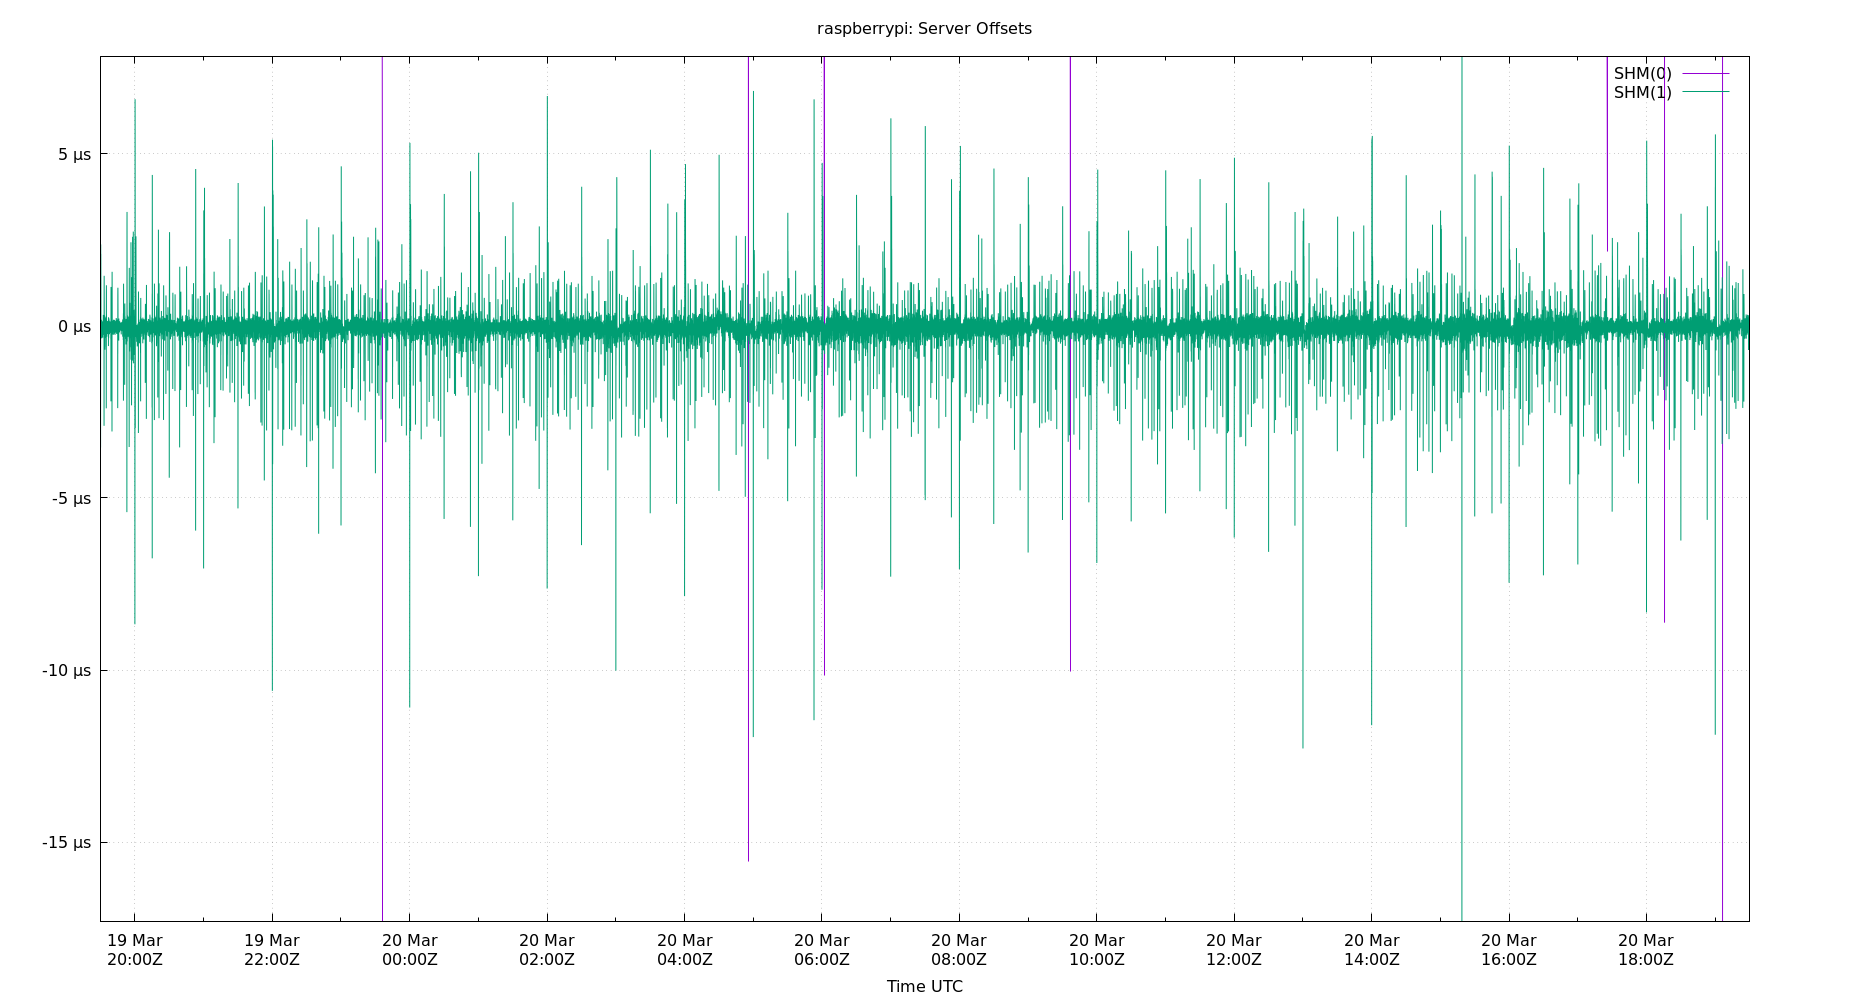 raspberrypi: Server Offsets
SHM(0)
SHM(1)
5 µs
0 µs
-5 µs
-10 µs
-15 µs
19 Mar 19 Mar 20 Mar 20 Mar 20 Mar 20 Mar 20 Mar 20 Mar 20 Mar 20 Mar 20 Mar 20 Mar
20:00Z 22:00Z 00:00Z 02:00Z 04:00Z 06:00Z 08:00Z 10:00Z 12:00Z 14:00Z 16:00Z 18:00Z
Time UTC